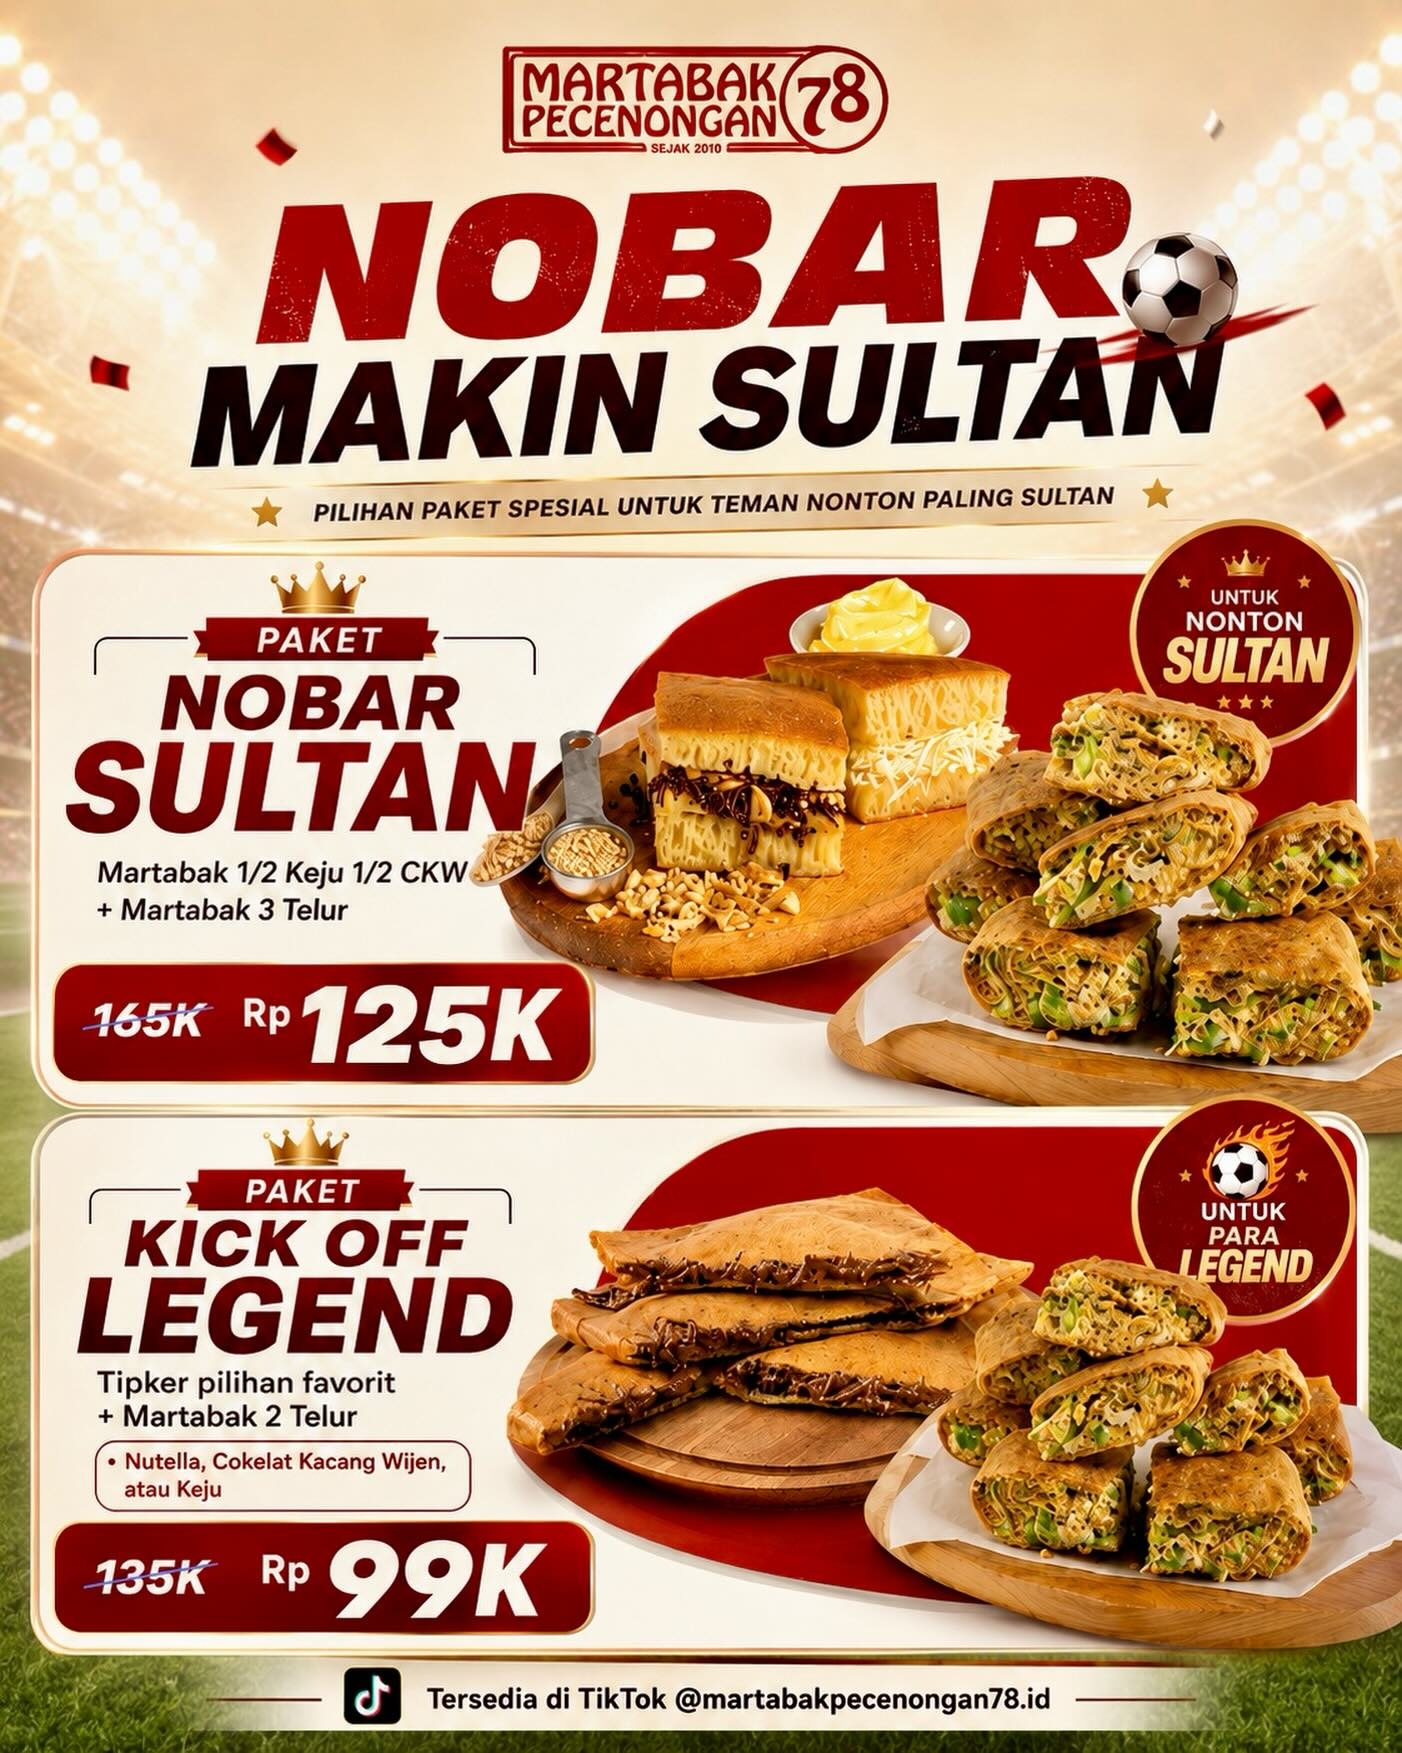 MARTABAK
PECENONGAN
78
SEJAK 2010
NOBAR
MAKIN SULTAN
PILIHAN PAKET SPESIAL UNTUK TEMAN NONTON PALING SULTAN
PAKET
NOBAR
SULTAN
Martabak 1/2 Keju 1/2 CKW
+ Martabak 3 Telur
165K Rp 125K
UNTUK
NONTON
SULTAN
PAKET
KICK OFF
LEGEND
Tipker pilihan favorit
+ Martabak 2 Telur
• Nutella, Cokelat Kacang Wijen,
atau Keju
135K Rp 99K
UNTUK
PARA
LEGEND
Tersedia di TikTok @martabakpecenongan78.id